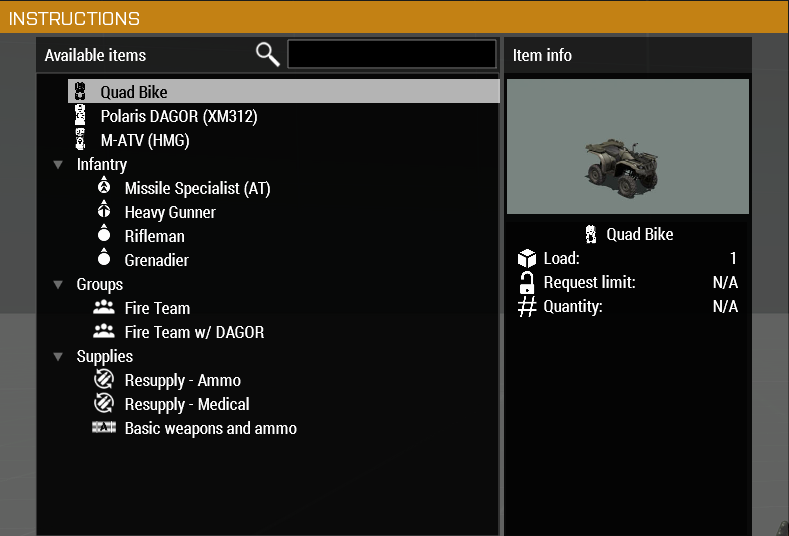 INSTRUCTIONS
Available items
Quad Bike
Polaris DAGOR (XM312)
M-ATV (HMG)
Infantry
Missile Specialist (AT)
Heavy Gunner
Rifleman
Grenadier
Groups
Fire Team
Fire Team w/ DAGOR
Supplies
Resupply - Ammo
Resupply - Medical
Basic weapons and ammo
Item info
Quad Bike
Load: 1
Request limit: N/A
# Quantity: N/A